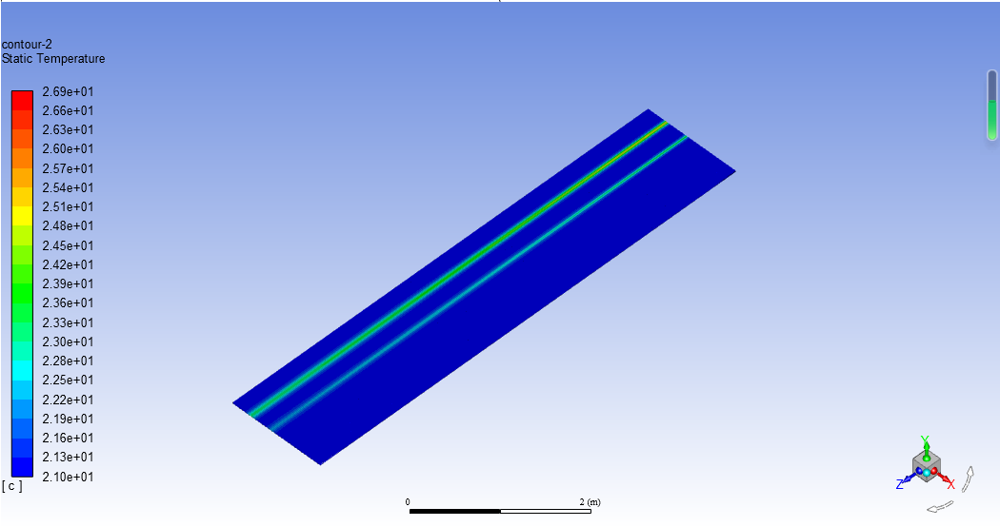 contour-2
Static Temperature
2.69e+01
2.66e+01
2.63e+01
2.60e+01
2.57e+01
2.54e+01
2.51e+01
2.48e+01
2.45e+01
2.42e+01
2.39e+01
2.36e+01
2.33e+01
2.30e+01
2.28e+01
2.25e+01
2.22e+01
2.19e+01
2.16e+01
2.13e+01
2.10e+01
[ c ]
0 2 (m)
Y
Z X